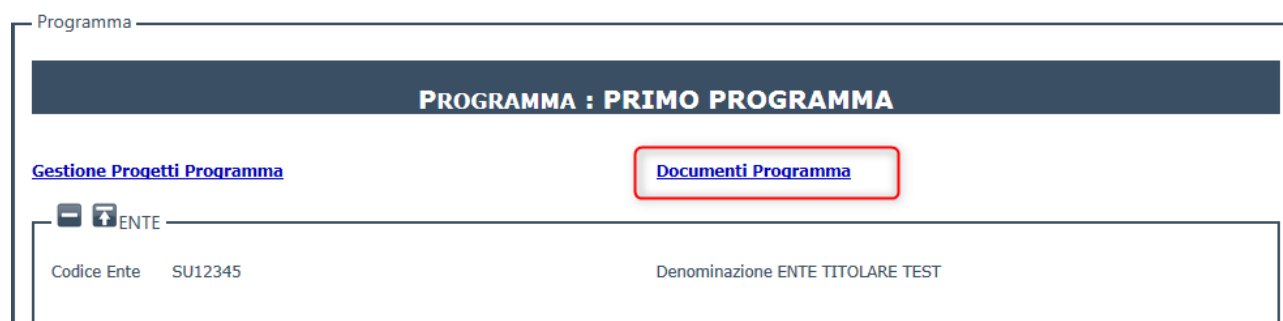 Programma
PROGRAMMA : PRIMO PROGRAMMA
Gestione Progetti Programma Documenti Programma
ENTE
Codice Ente SU12345 Denominazione ENTE TITOLARE TEST